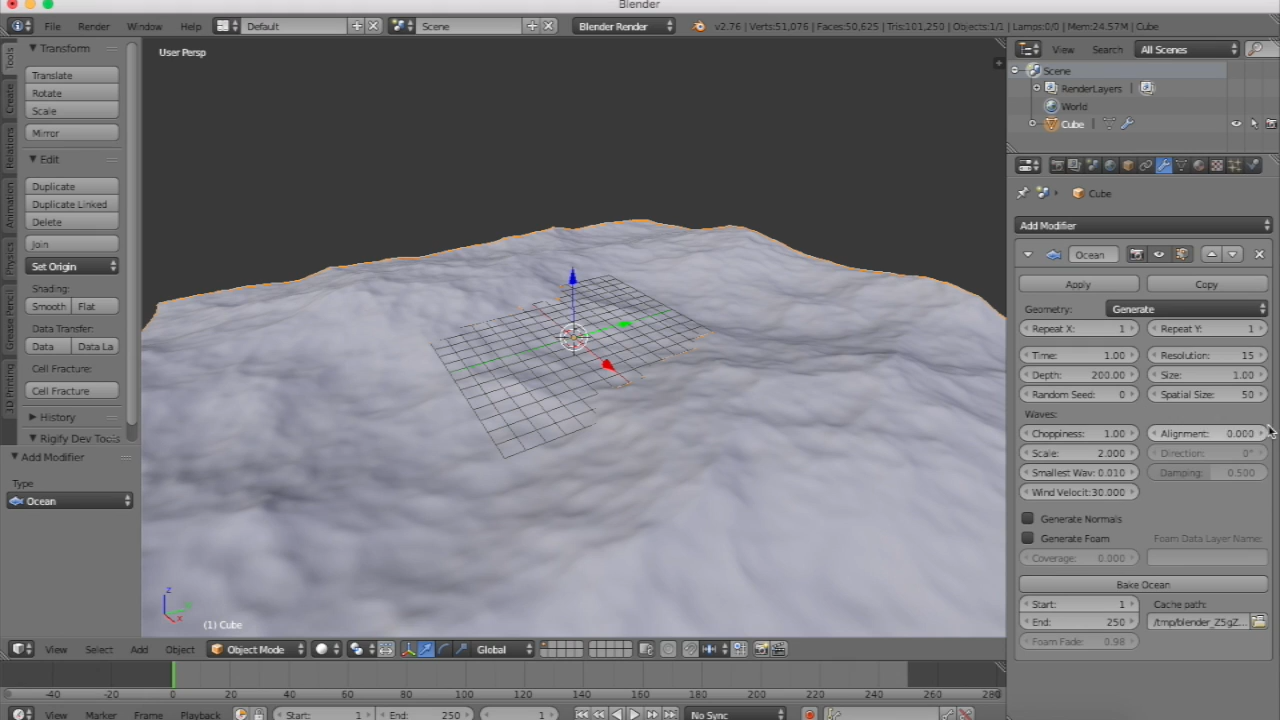 Blender
File Render Window Help Default Scene Blender Render v2.76 | Verts:51,076 | Faces:50,625 | Tris:101,250 | Objects:1/1 | Lamps:0/0 | Mem:24.57M | Cube
Tools
Create
Relations
Animation
Physics
Grease Pencil
3D Printing
Transform
Translate
Rotate
Scale
Mirror
Edit
Duplicate
Duplicate Linked
Delete
Join
Set Origin
Shading:
Smooth Flat
Data Transfer:
Data Data La
Cell Fracture:
Cell Fracture
History
Rigify Dev Tools
Add Modifier
Type
Ocean
User Persp
z
x
(1) Cube
View Search All Scenes
Scene
RenderLayers |
World
Cube |
Cube
Add Modifier
Ocean
Apply Copy
Geometry: Generate
Repeat X: 1 Repeat Y: 1
Time: 1.00 Resolution: 15
Depth: 200.00 Size: 1.00
Random Seed: 0 Spatial Size: 50
Waves:
Choppiness: 1.00 Alignment: 0.000
Scale: 2.000 Direction: 0°
Smallest Wav: 0.010 Damping: 0.500
Wind Velocit: 30.000
Generate Normals
Generate Foam Foam Data Layer Name:
Coverage: 0.000
Bake Ocean
Start: 1 Cache path:
End: 250 /tmp/blender_Z5gZ...
Foam Fade: 0.98
View Select Add Object Object Mode Global
-40 -20 0 20 40 60 80 100 120 140 160 180 200 220 240 260 280
View Marker Frame Playback Start: 1 End: 250 1 No Sync